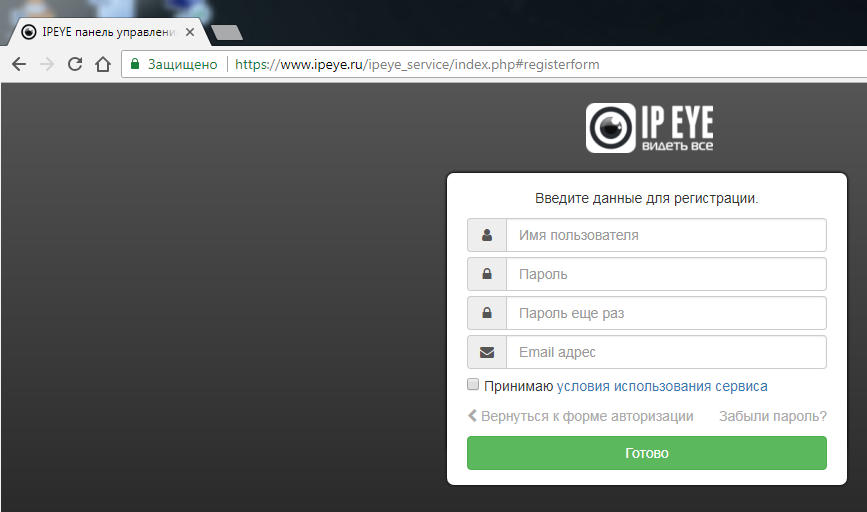 IPEYE панель управлени
Защищено
https://www.ipeye.ru/ipeye_service/index.php#registerform
IP EYE
видеть все
Введите данные для регистрации.
Имя пользователя
Пароль
Пароль еще раз
Email адрес
Принимаю условия использования сервиса
Вернуться к форме авторизации Забыли пароль?
Готово